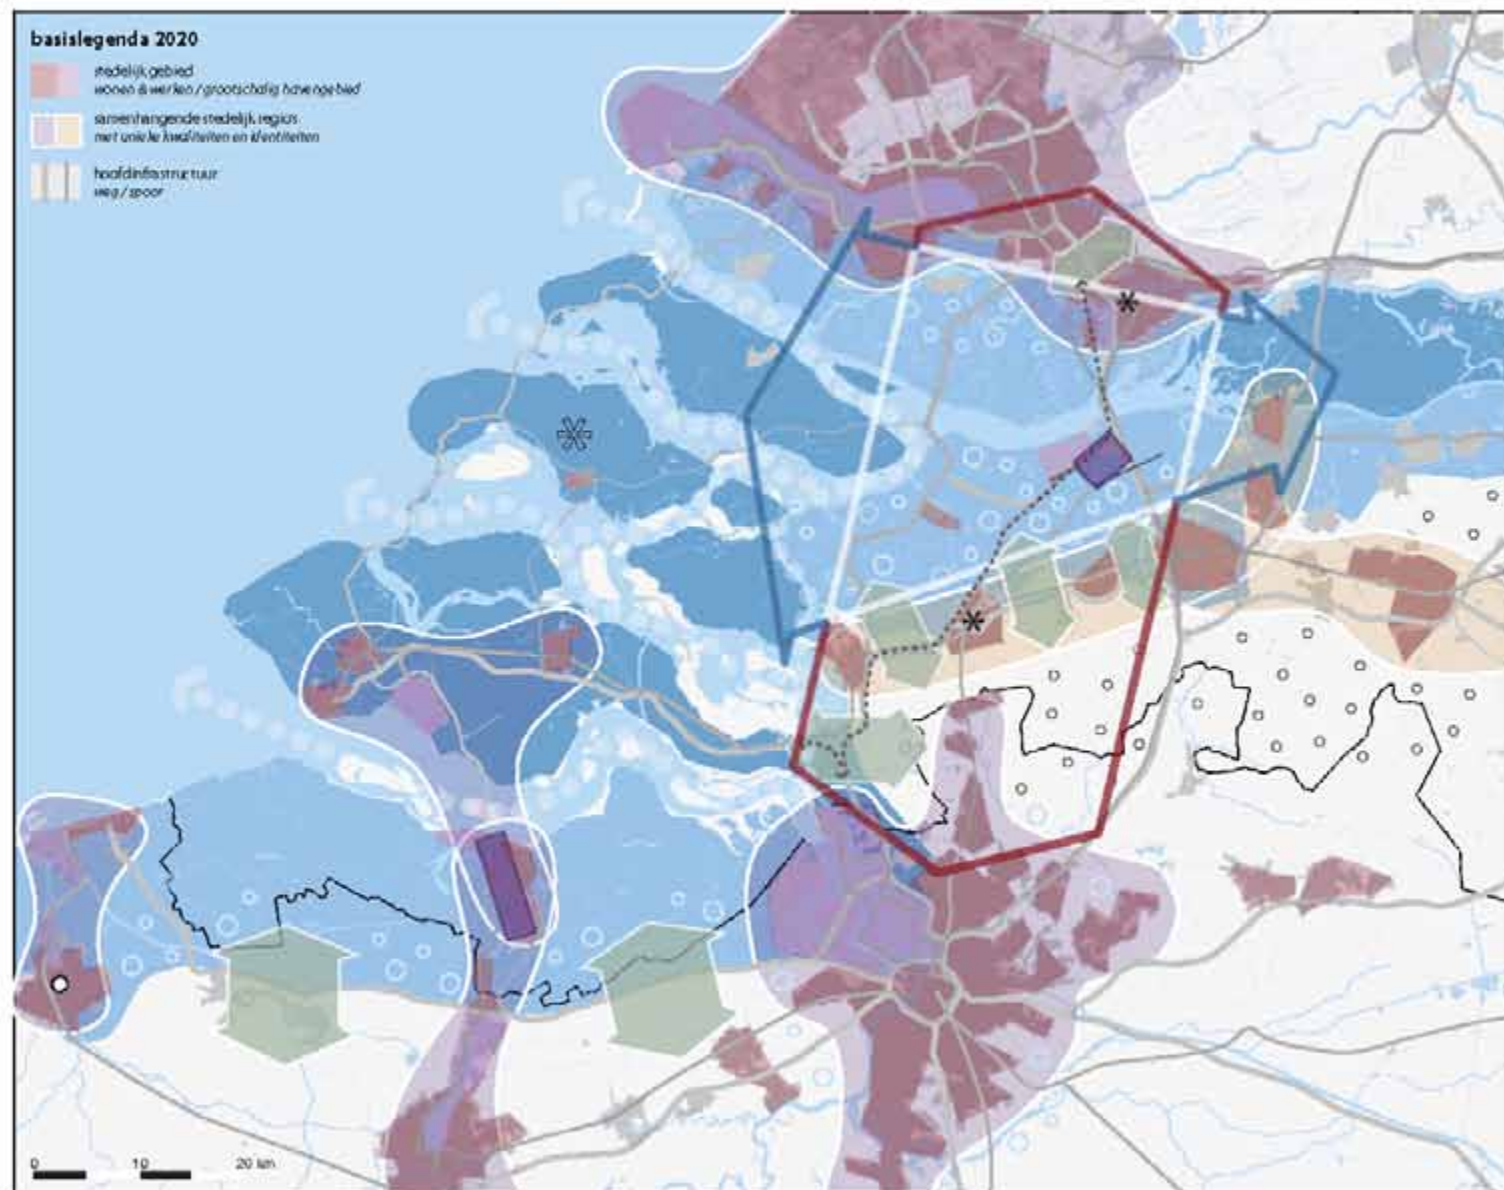 basislegenda 2020
stedelijk gebied
wonen & werken / grootschalig havengebied
samenhangende stedelijk regio's
met unieke kwaliteiten en identiteiten
hoofdinfrastructuur
weg / spoor
0 10 20 km